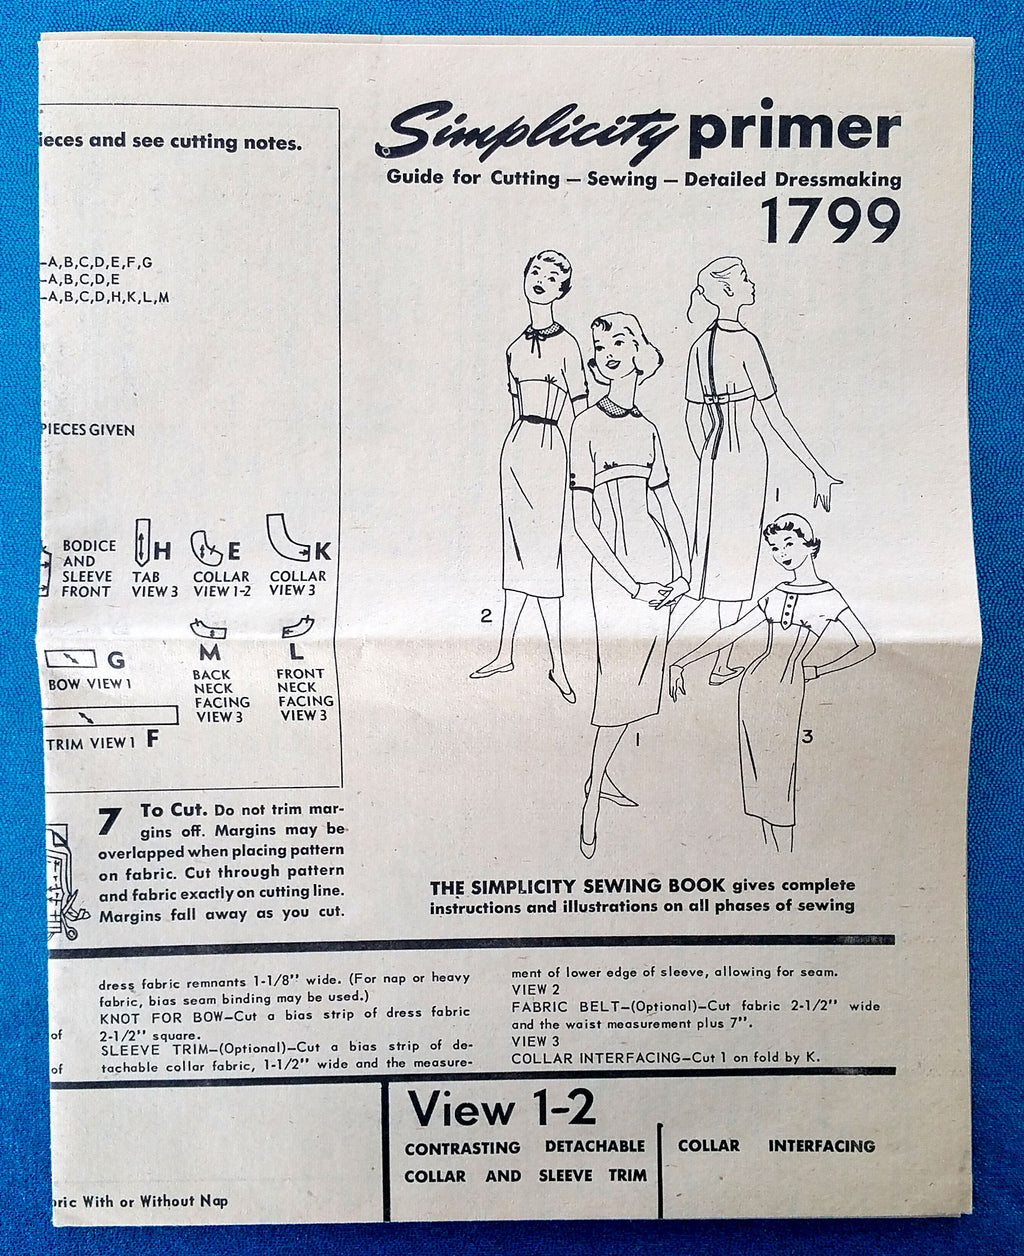 ieces and see cutting notes.
-A,B,C,D,E,F,G
-A,B,C,D,E
-A,B,C,D,H,K,L,M
PIECES GIVEN
BODICE
AND
SLEEVE
FRONT
H
TAB
VIEW 3
E
COLLAR
VIEW 1-2
K
COLLAR
VIEW 3
G
BOW VIEW 1
M
BACK
NECK
FACING
VIEW 3
L
FRONT
NECK
FACING
VIEW 3
TRIM VIEW 1 F
7 To Cut. Do not trim mar-
gins off. Margins may be
overlapped when placing pattern
on fabric. Cut through pattern
and fabric exactly on cutting line.
Margins fall away as you cut.
Simplicity primer
Guide for Cutting — Sewing — Detailed Dressmaking
1799
2
1
1
3
THE SIMPLICITY SEWING BOOK gives complete
instructions and illustrations on all phases of sewing
of
of
dress fabric remnants 1-1/8" wide. (For nap or heavy
fabric, bias seam binding may be used.)
KNOT FOR BOW—Cut a bias strip of dress fabric
2-1/2" square.
SLEEVE TRIM—(Optional)—Cut a bias strip of de-
tachable collar fabric, 1-1/2" wide and the measure-
ment of lower edge of sleeve, allowing for seam.
VIEW 2
FABRIC BELT—(Optional)—Cut fabric 2-1/2" wide
and the waist measurement plus 7".
VIEW 3
COLLAR INTERFACING—Cut 1 on fold by K.
bric With or Without Nap
View 1-2
CONTRASTING DETACHABLE
COLLAR AND SLEEVE TRIM
COLLAR INTERFACING